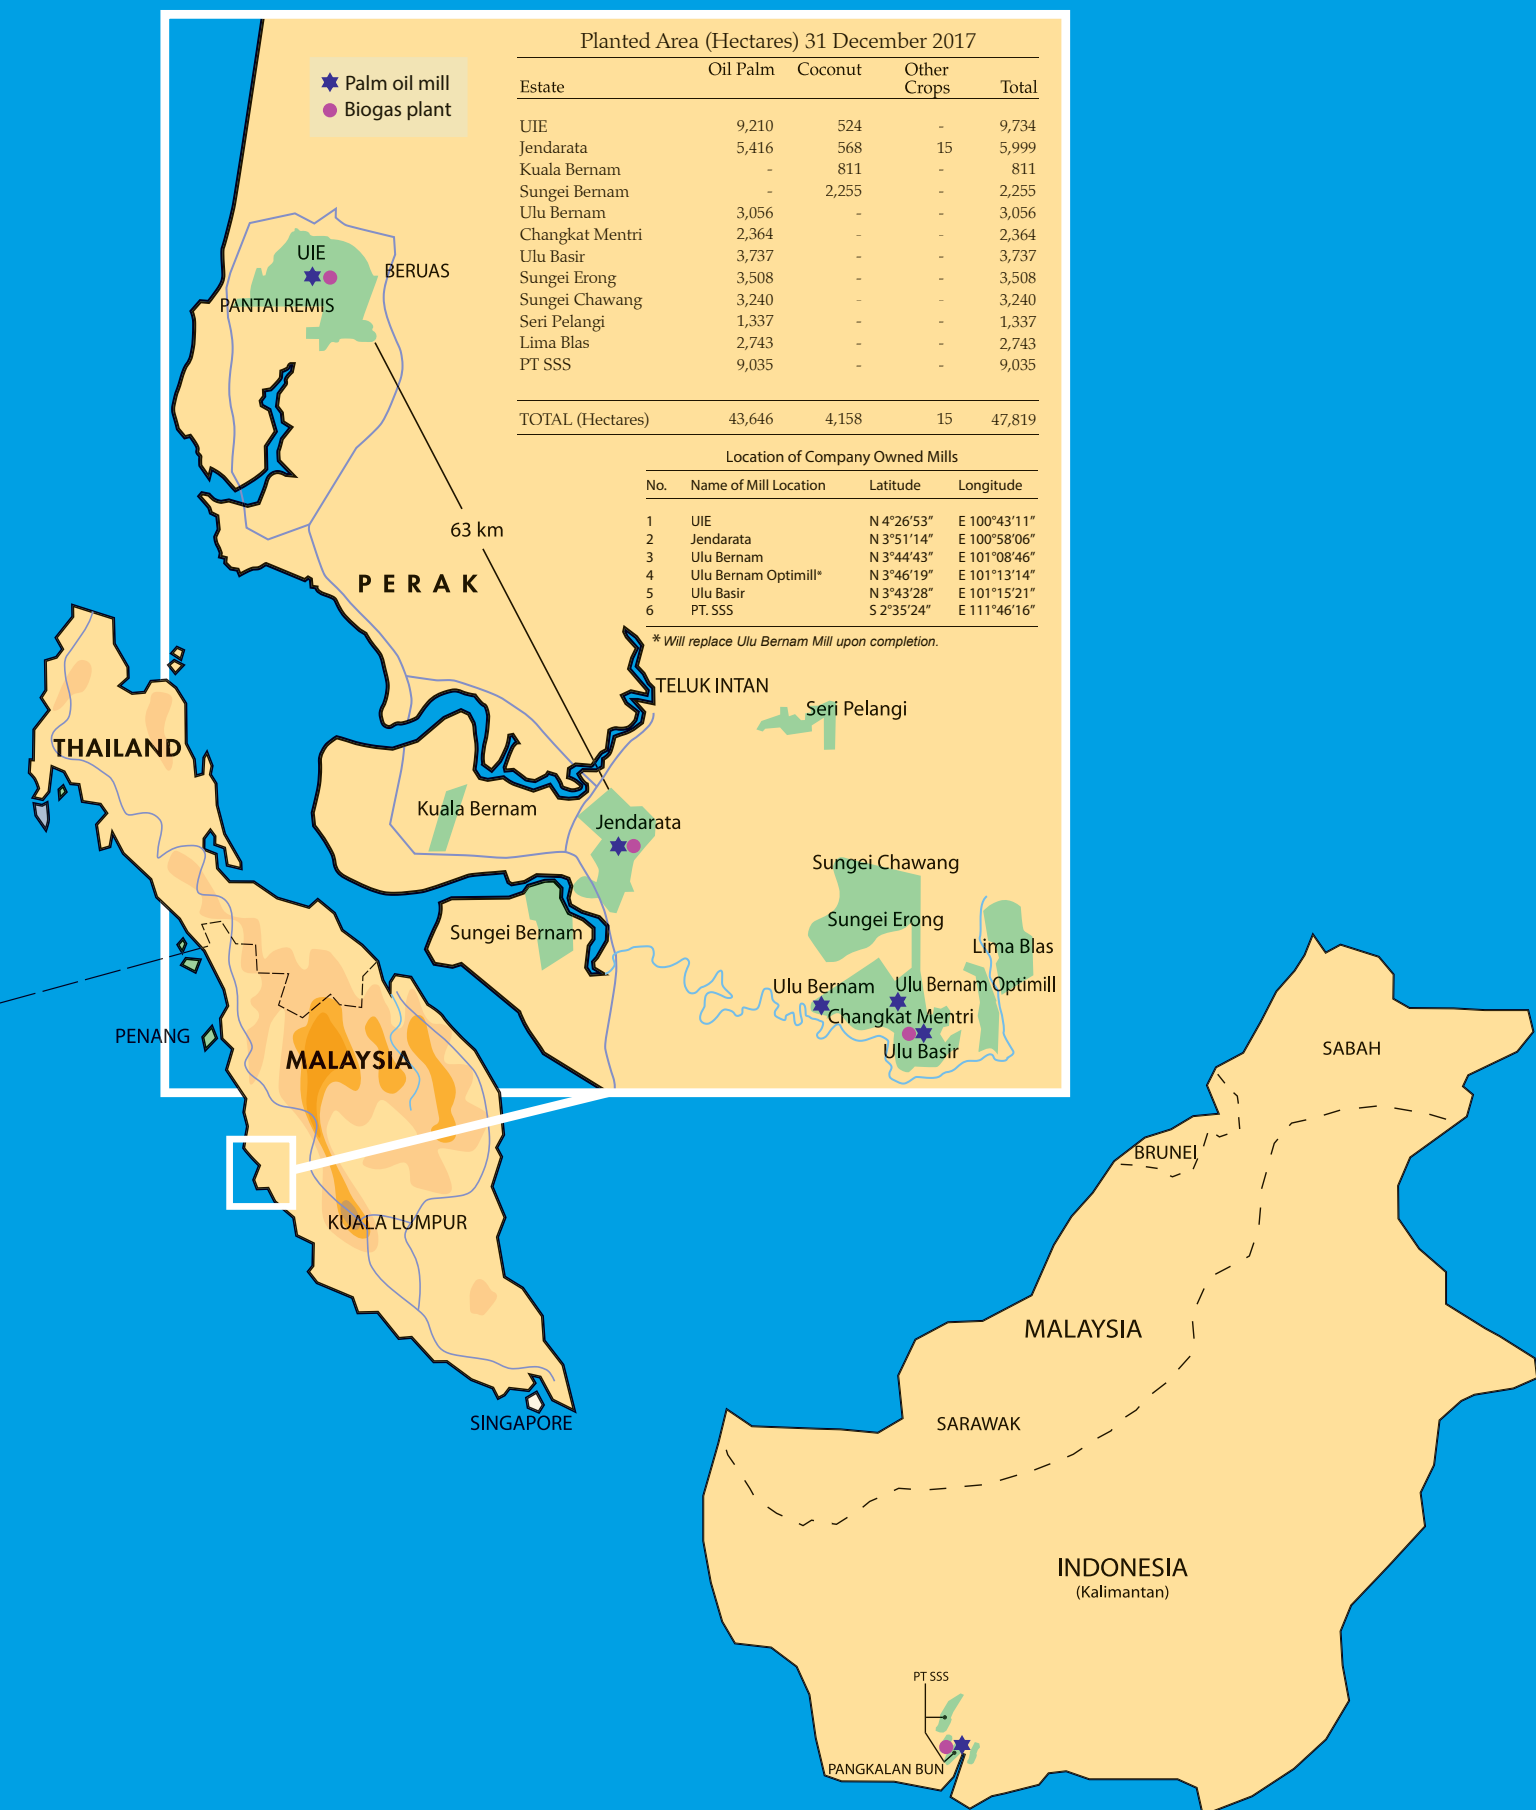 Planted Area (Hectares) 31 December 2017
Estate Oil Palm Coconut Other Crops Total
UIE 9,210 524 - 9,734
Jendarata 5,416 568 15 5,999
Kuala Bernam - 811 - 811
Sungei Bernam - 2,255 - 2,255
Ulu Bernam 3,056 - - 3,056
Changkat Mentri 2,364 - - 2,364
Ulu Basir 3,737 - - 3,737
Sungei Erong 3,508 - - 3,508
Sungei Chawang 3,240 - - 3,240
Seri Pelangi 1,337 - - 1,337
Lima Blas 2,743 - - 2,743
PT SSS 9,035 - - 9,035
TOTAL (Hectares) 43,646 4,158 15 47,819
Location of Company Owned Mills
No. Name of Mill Location Latitude Longitude
1 UIE N 4°26’53” E 100°43’11”
2 Jendarata N 3°51’14” E 100°58’06”
3 Ulu Bernam N 3°44’43” E 101°08’46”
4 Ulu Bernam Optimill* N 3°46’19” E 101°13’14”
5 Ulu Basir N 3°43’28” E 101°15’21”
6 PT. SSS S 2°35’24” E 111°46’16”
* Will replace Ulu Bernam Mill upon completion.
Palm oil mill
Biogas plant
UIE
BERUAS
PANTAI REMIS
63 km
PERAK
TELUK INTAN
Seri Pelangi
THAILAND
Kuala Bernam
Jendarata
Sungei Chawang
Sungei Erong
Sungei Bernam
Lima Blas
Ulu Bernam
Ulu Bernam Optimill
Changkat Mentri
Ulu Basir
PENANG
MALAYSIA
KUALA LUMPUR
SINGAPORE
SABAH
BRUNEI
MALAYSIA
SARAWAK
INDONESIA
(Kalimantan)
PT SSS
PANGKALAN BUN